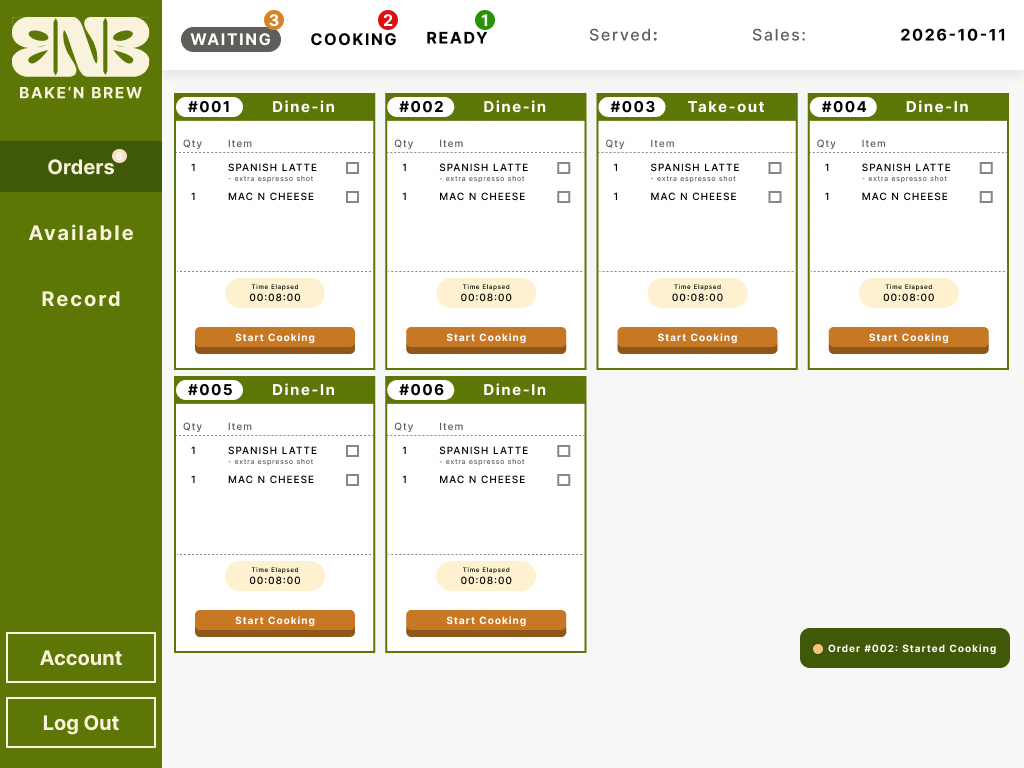 BNB
BAKE'N BREW
Orders
Available
Record
Account
Log Out
WAITING 3
COOKING 2
READY 1
Served:
Sales:
2026-10-11
#001 Dine-in
Qty Item
1 SPANISH LATTE
- extra espresso shot
1 MAC N CHEESE
Time Elapsed
00:08:00
Start Cooking
#002 Dine-in
Qty Item
1 SPANISH LATTE
- extra espresso shot
1 MAC N CHEESE
Time Elapsed
00:08:00
Start Cooking
#003 Take-out
Qty Item
1 SPANISH LATTE
- extra espresso shot
1 MAC N CHEESE
Time Elapsed
00:08:00
Start Cooking
#004 Dine-In
Qty Item
1 SPANISH LATTE
- extra espresso shot
1 MAC N CHEESE
Time Elapsed
00:08:00
Start Cooking
#005 Dine-In
Qty Item
1 SPANISH LATTE
- extra espresso shot
1 MAC N CHEESE
Time Elapsed
00:08:00
Start Cooking
#006 Dine-In
Qty Item
1 SPANISH LATTE
- extra espresso shot
1 MAC N CHEESE
Time Elapsed
00:08:00
Start Cooking
Order #002: Started Cooking